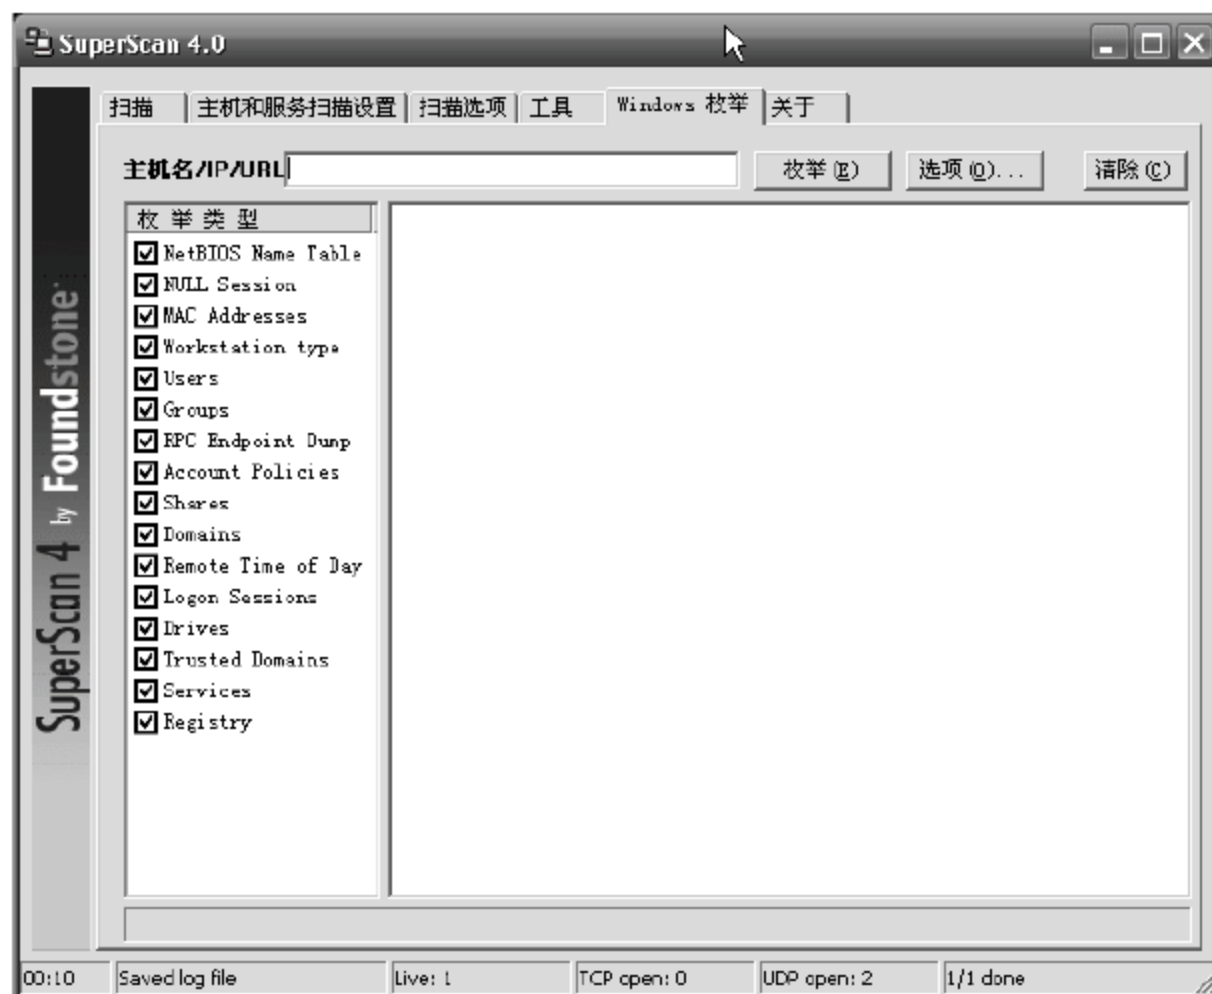 SuperScan 4.0
扫描 主机和服务扫描设置 扫描选项 工具 Windows 枚举 关于
主机名/IP/URL 枚举(E) 选项(O)... 清除(C)
枚举类型
NetBIOS Name Table
NULL Session
MAC Addresses
Workstation type
Users
Groups
RPC Endpoint Dump
Account Policies
Shares
Domains
Remote Time of Day
Logon Sessions
Drives
Trusted Domains
Services
Registry
SuperScan 4 by Foundstone
00:10 Saved log file Live: 1 TCP open: 0 UDP open: 2 1/1 done